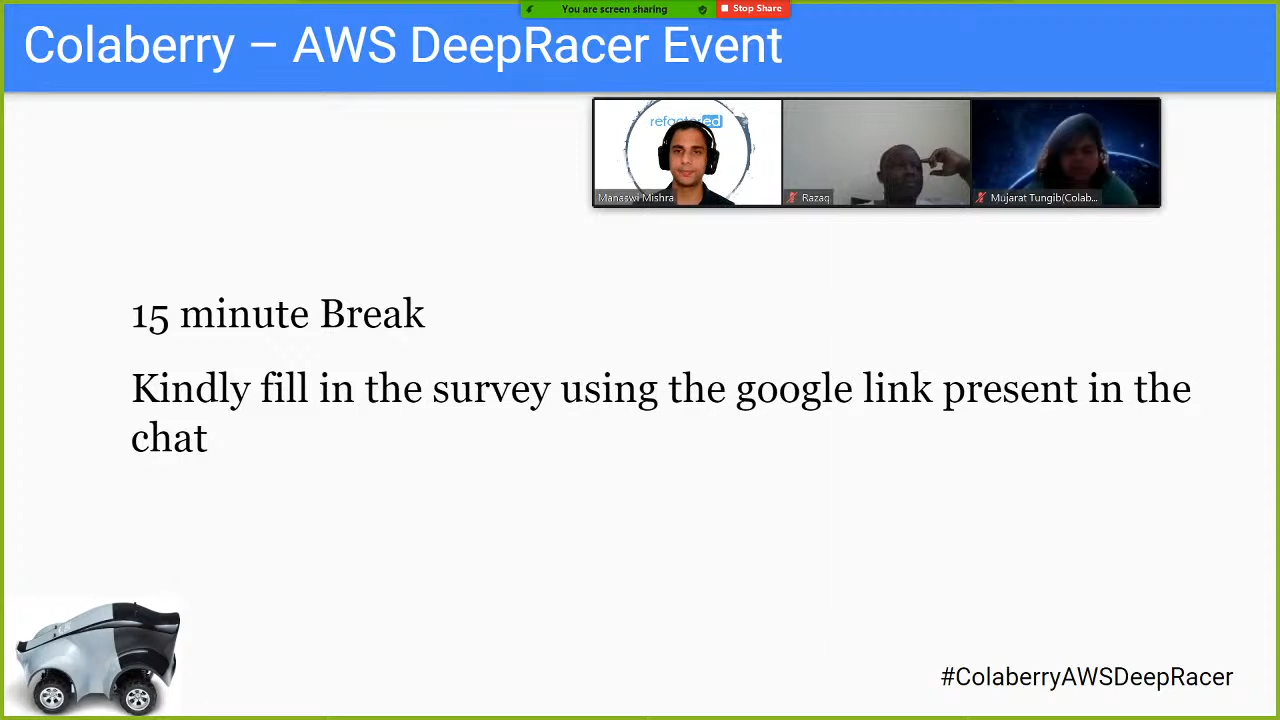 You are screen sharing
Stop Share
Colaberry – AWS DeepRacer Event
refactored
Manaswi Mishra
Razaq
Mujarat Tungib(Colab...
15 minute Break
Kindly fill in the survey using the google link present in the
chat
#ColaberryAWSDeepRacer